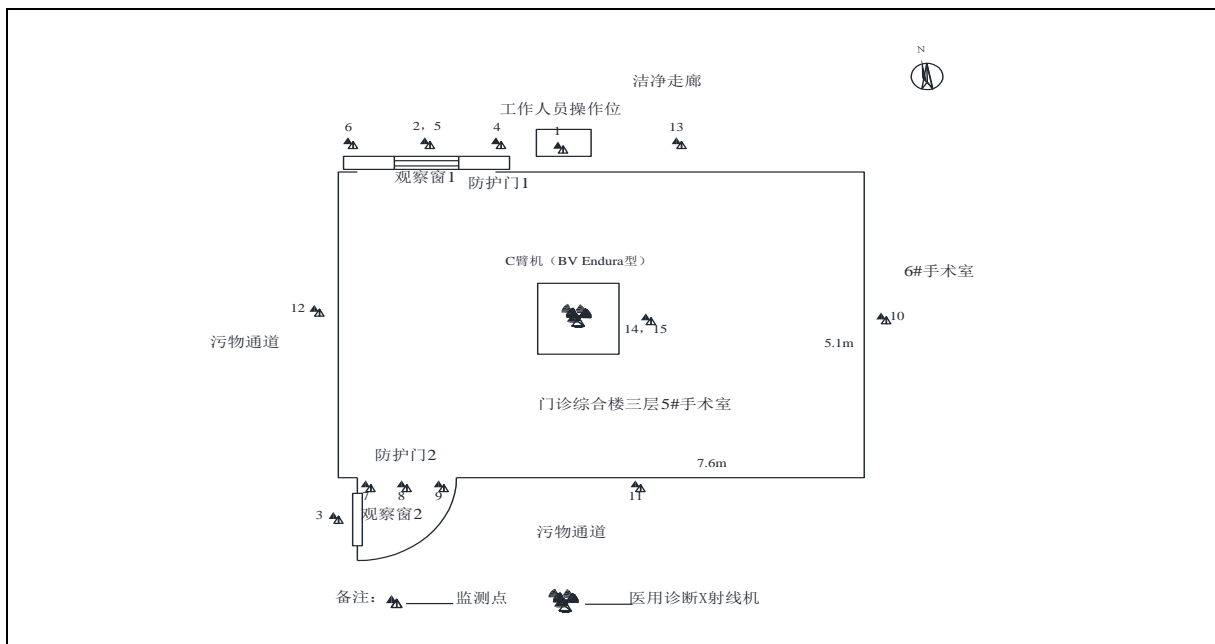 N
洁净走廊
工作人员操作位
6
2，5
4
1
13
观察窗1
防护门1
C臂机（BV Endura型）
6#手术室
12
14，15
10
污物通道
5.1m
门诊综合楼三层5#手术室
防护门2
7.6m
7
8
9
11
3
观察窗2
污物通道
备注：
监测点
医用诊断X射线机